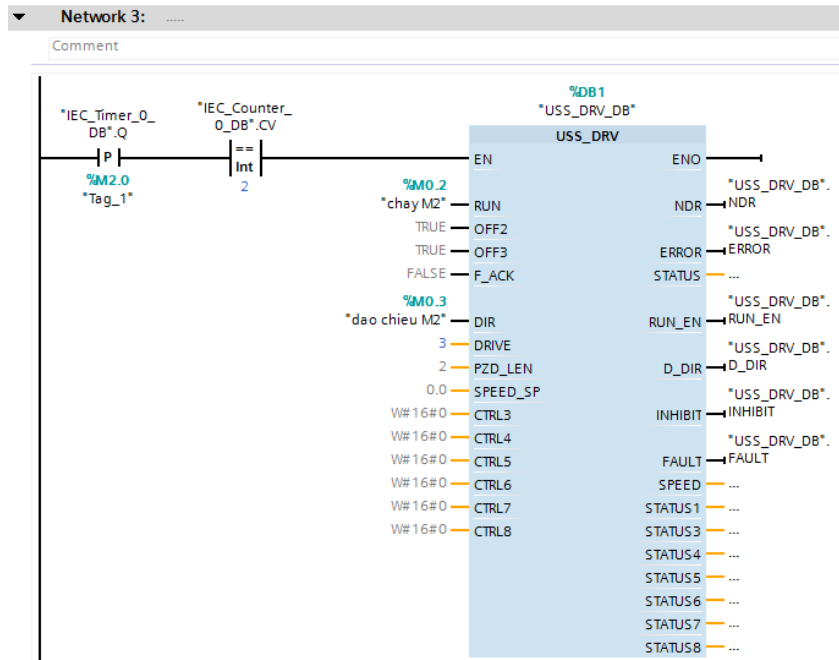 Network 3: .....
Comment
%DB1
"USS_DRV_DB"
"IEC_Timer_0_
DB".Q
"IEC_Counter_
0_DB".CV
USS_DRV
P
==
Int
EN
ENO
%M2.0
"Tag_1"
2
%M0.2
"chay M2"
RUN
"USS_DRV_DB".
NDR
NDR
TRUE
OFF2
TRUE
OFF3
"USS_DRV_DB".
ERROR
ERROR
FALSE
F_ACK
STATUS
...
%M0.3
"dao chieu M2"
DIR
"USS_DRV_DB".
RUN_EN
RUN_EN
3
DRIVE
2
PZD_LEN
"USS_DRV_DB".
D_DIR
D_DIR
0.0
SPEED_SP
W#16#0
CTRL3
"USS_DRV_DB".
INHIBIT
INHIBIT
W#16#0
CTRL4
W#16#0
CTRL5
"USS_DRV_DB".
FAULT
FAULT
W#16#0
CTRL6
SPEED
...
W#16#0
CTRL7
STATUS1
...
W#16#0
CTRL8
STATUS3
...
STATUS4
...
STATUS5
...
STATUS6
...
STATUS7
...
STATUS8
...